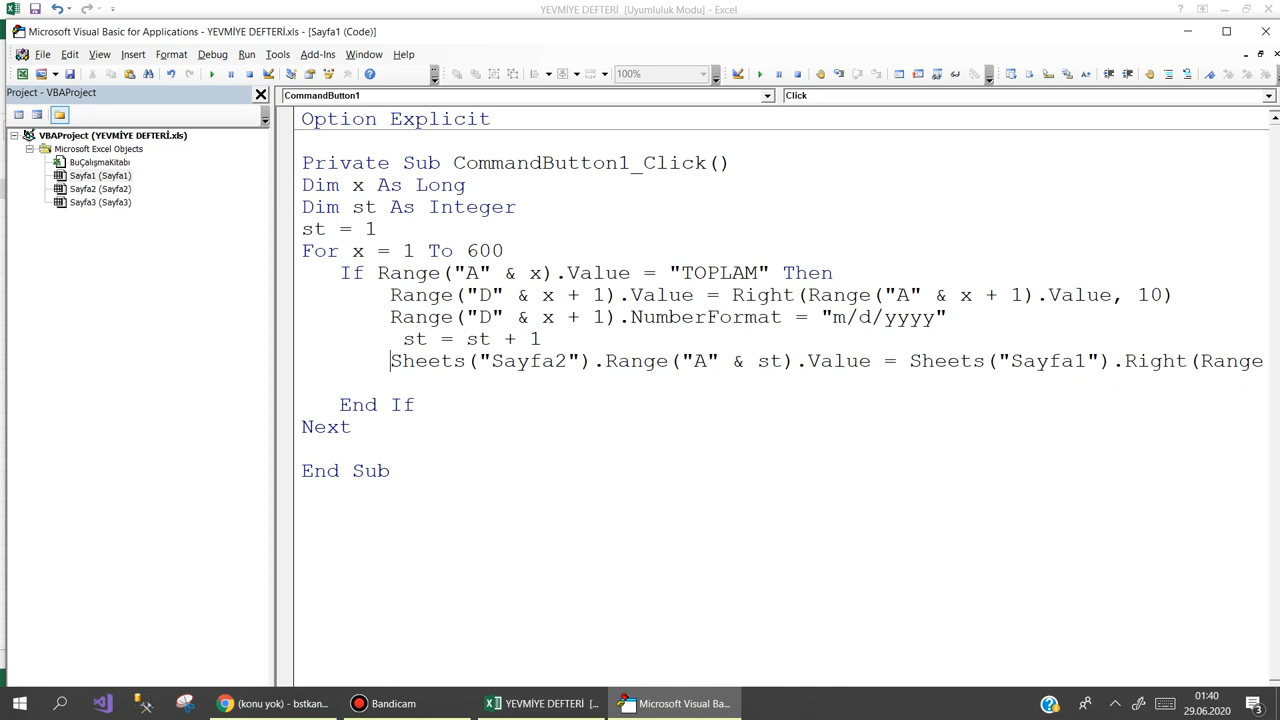 YEVMİYE DEFTERİ [Uyumluluk Modu] - Excel
Microsoft Visual Basic for Applications - YEVMİYE DEFTERİ.xls - [Sayfa1 (Code)]
File Edit View Insert Format Debug Run Tools Add-Ins Window Help
100%
Project - VBAProject
CommandButton1
Click
VBAProject (YEVMİYE DEFTERİ.xls)
Microsoft Excel Objects
BuÇalışmaKitabı
Sayfa1 (Sayfa1)
Sayfa2 (Sayfa2)
Sayfa3 (Sayfa3)
Option Explicit
Private Sub CommandButton1_Click()
Dim x As Long
Dim st As Integer
st = 1
For x = 1 To 600
If Range("A" & x).Value = "TOPLAM" Then
Range("D" & x + 1).Value = Right(Range("A" & x + 1).Value, 10)
Range("D" & x + 1).NumberFormat = "m/d/yyyy"
st = st + 1
Sheets("Sayfa2").Range("A" & st).Value = Sheets("Sayfa1").Right(Range
End If
Next
End Sub
(konu yok) - bstkan...
Bandicam
YEVMİYE DEFTERİ [...
Microsoft Visual Ba...
01:40
29.06.2020
3